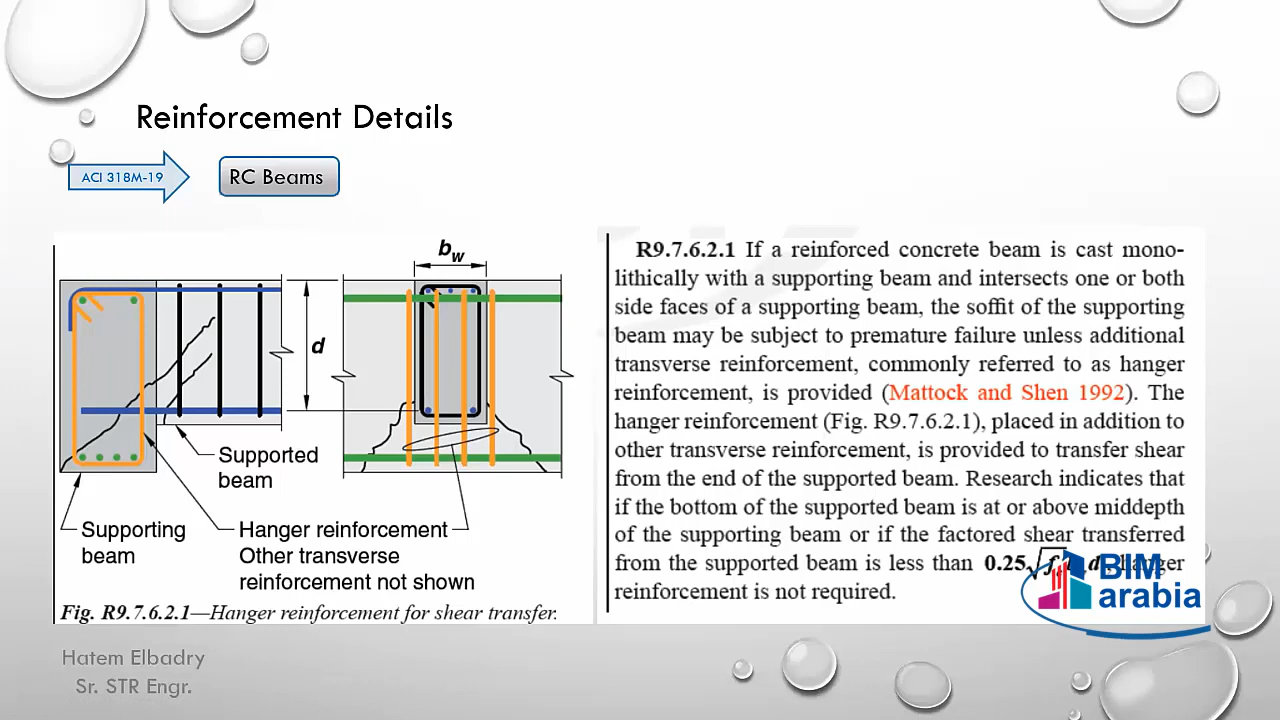 Reinforcement Details
ACI 318M-19
RC Beams
bw
d
Supported
beam
Supporting
beam
Hanger reinforcement
Other transverse
reinforcement not shown
Fig. R9.7.6.2.1—Hanger reinforcement for shear transfer.
R9.7.6.2.1 If a reinforced concrete beam is cast mono-
lithically with a supporting beam and intersects one or both
side faces of a supporting beam, the soffit of the supporting
beam may be subject to premature failure unless additional
transverse reinforcement, commonly referred to as hanger
reinforcement, is provided (Mattock and Shen 1992). The
hanger reinforcement (Fig. R9.7.6.2.1), placed in addition to
other transverse reinforcement, is provided to transfer shear
from the end of the supported beam. Research indicates that
if the bottom of the supported beam is at or above middepth
of the supporting beam or if the factored shear transferred
from the supported beam is less than 0.25√f d, hanger
reinforcement is not required.
BIM
arabia
Hatem Elbadry
Sr. STR Engr.